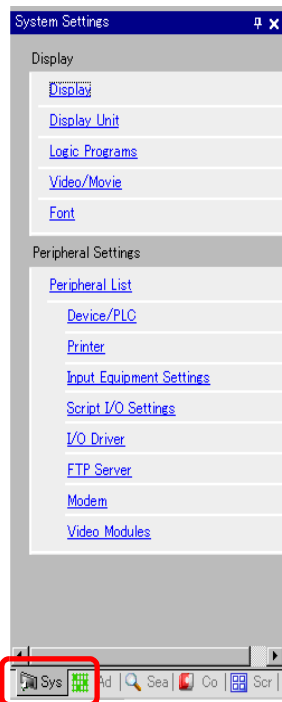 System Settings
Display
Display
Display Unit
Logic Programs
Video/Movie
Font
Peripheral Settings
Peripheral List
Device/PLC
Printer
Input Equipment Settings
Script I/O Settings
I/O Driver
FTP Server
Modem
Video Modules
Sys Ad Sea Co Scr